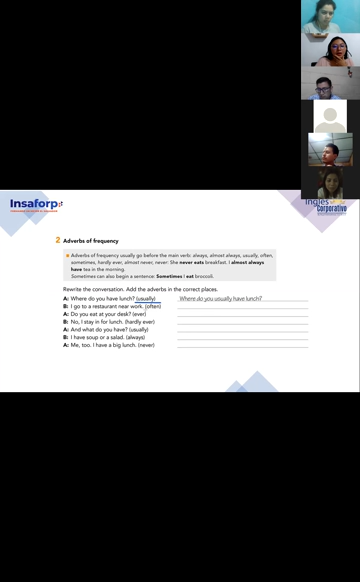 Insaforp
Inglés
Corporativo
2 Adverbs of frequency
Adverbs of frequency usually go before the main verb: always, almost always, usually, often,
sometimes, hardly ever, almost never, never: She never eats breakfast. I almost always
have tea in the morning.
Sometimes can also begin a sentence: Sometimes I eat broccoli.
Rewrite the conversation. Add the adverbs in the correct places.
A: Where do you have lunch? (usually) Where do you usually have lunch?
B: I go to a restaurant near work. (often)
A: Do you eat at your desk? (ever)
B: No, I stay in for lunch. (hardly ever)
A: And what do you have? (usually)
B: I have soup or a salad. (always)
A: Me, too. I have a big lunch. (never)